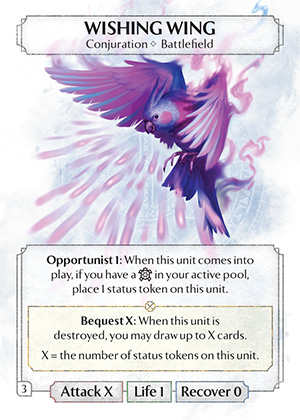 WISHING WING
Conjuration ◇ Battlefield
Opportunist 1: When this unit comes into
play, if you have a in your active pool,
place 1 status token on this unit.
Bequest X: When this unit is
destroyed, you may draw up to X cards.
X = the number of status tokens on this unit.
3
Attack X
Life 1
Recover 0